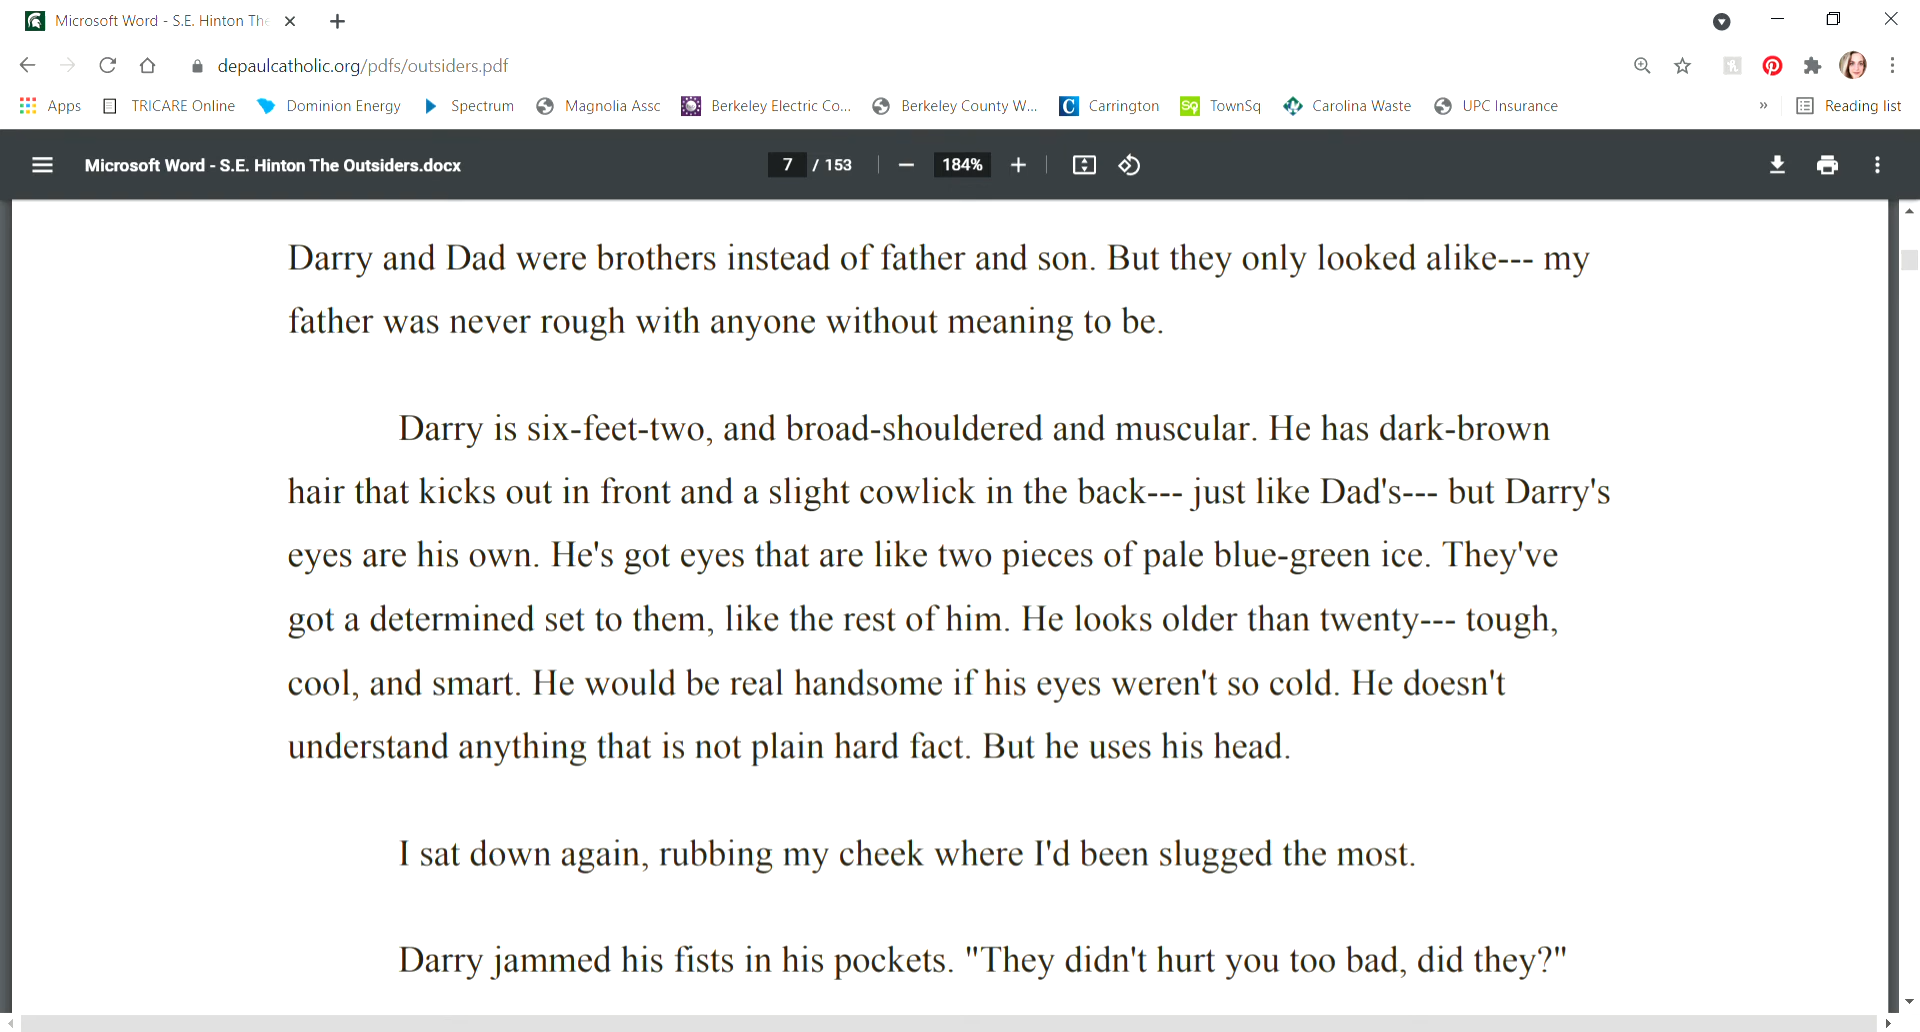 Microsoft Word - S.E. Hinton The
depaulcatholic.org/pdfs/outsiders.pdf
Apps TRICARE Online Dominion Energy Spectrum Magnolia Assc Berkeley Electric Co... Berkeley County W... C Carrington Sq TownSq Carolina Waste UPC Insurance » Reading list
Microsoft Word - S.E. Hinton The Outsiders.docx 7 / 153 184%
Darry and Dad were brothers instead of father and son. But they only looked alike--- my
father was never rough with anyone without meaning to be.
Darry is six-feet-two, and broad-shouldered and muscular. He has dark-brown
hair that kicks out in front and a slight cowlick in the back--- just like Dad's--- but Darry's
eyes are his own. He's got eyes that are like two pieces of pale blue-green ice. They've
got a determined set to them, like the rest of him. He looks older than twenty--- tough,
cool, and smart. He would be real handsome if his eyes weren't so cold. He doesn't
understand anything that is not plain hard fact. But he uses his head.
I sat down again, rubbing my cheek where I'd been slugged the most.
Darry jammed his fists in his pockets. "They didn't hurt you too bad, did they?"